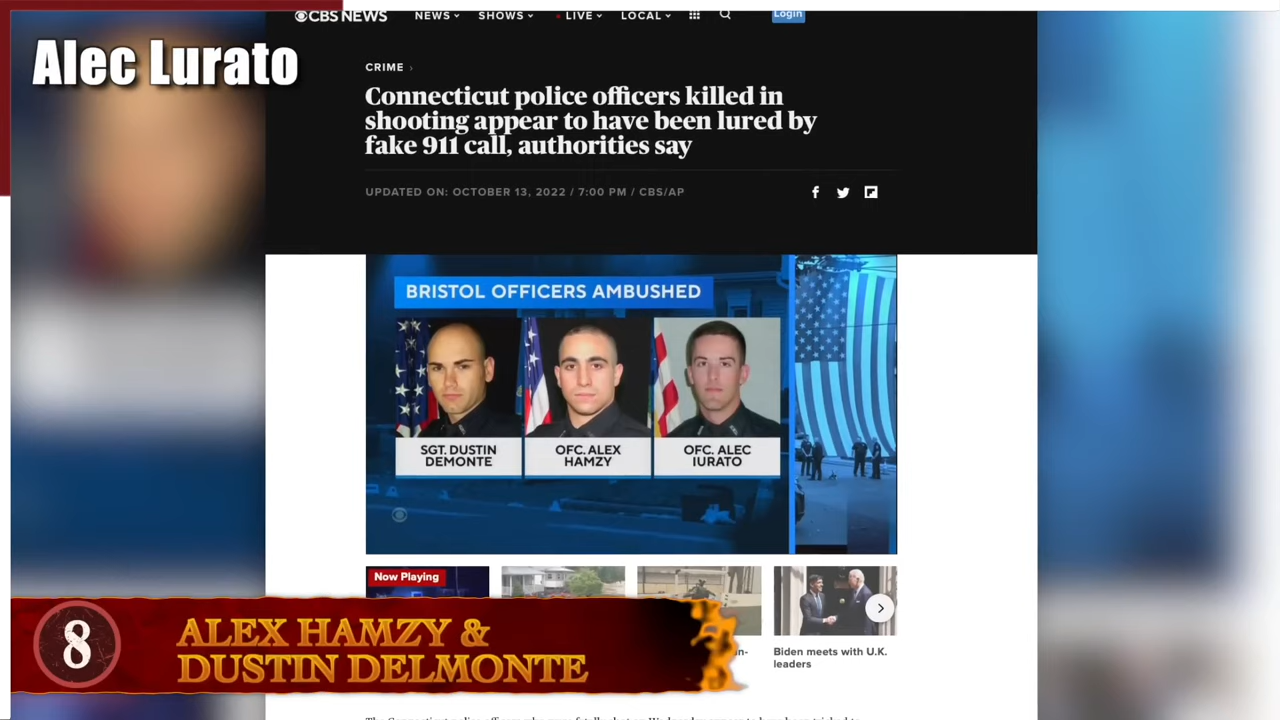 Alec Lurato
CBS NEWS NEWS SHOWS LIVE LOCAL Login
CRIME ›
Connecticut police officers killed in
shooting appear to have been lured by
fake 911 call, authorities say
UPDATED ON: OCTOBER 13, 2022 / 7:00 PM / CBS/AP
BRISTOL OFFICERS AMBUSHED
SGT. DUSTIN
DEMONTE
OFC. ALEX
HAMZY
OFC. ALEC
IURATO
Now Playing
Biden meets with U.K.
leaders
8
ALEX HAMZY &
DUSTIN DELMONTE